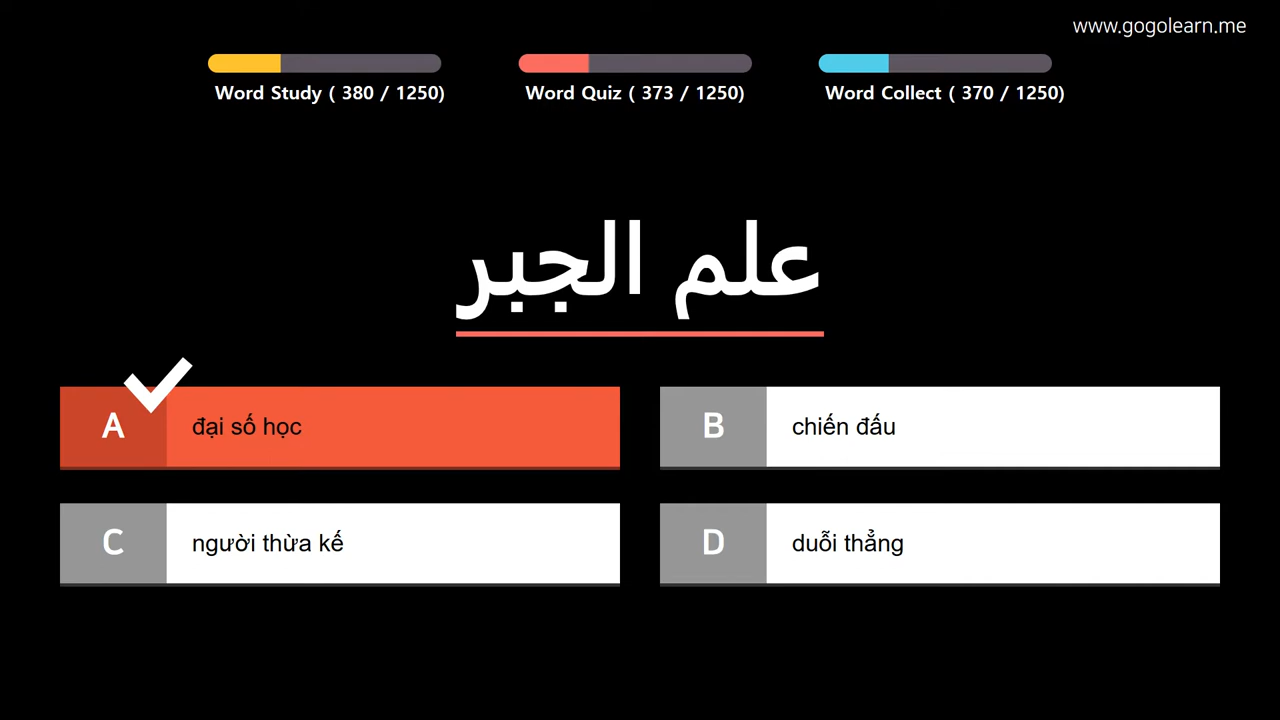 www.gogolearn.me
Word Study ( 380 / 1250)
Word Quiz ( 373 / 1250)
Word Collect ( 370 / 1250)
علم الجبر
A đại số học
B chiến đấu
C người thừa kế
D duỗi thẳng